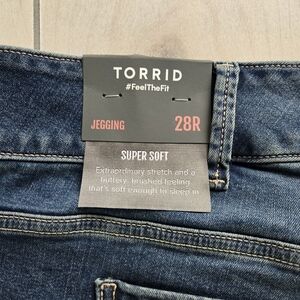 TORRID
#FeelTheFit
JEGGING 28R
SUPER SOFT
Extraordinary stretch and a
buttery, brushed feeling
that's soft enough to sleep in